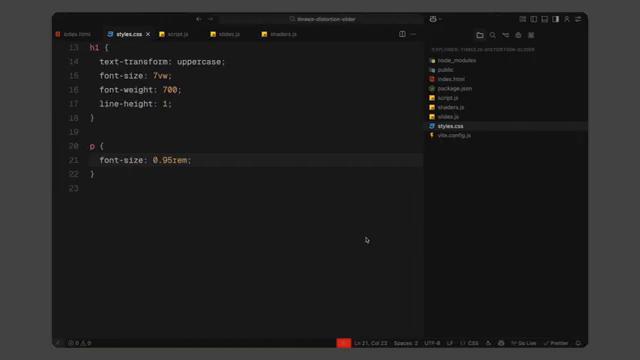 threejs-distortion-slider
index.html
styles.css
script.js
slides.js
shaders.js
EXPLORER: THREEJS-DISTORTION-SLIDER
13 h1 {
14 text-transform: uppercase;
15 font-size: 7vw;
16 font-weight: 700;
17 line-height: 1;
18 }
19
20 p {
21 font-size: 0.95rem;
22 }
23
node_modules
public
index.html
package.json
script.js
shaders.js
slides.js
styles.css
vite.config.js
0 0
Ln 21, Col 23 Spaces: 2 UTF-8 LF {} CSS Go Live Prettier